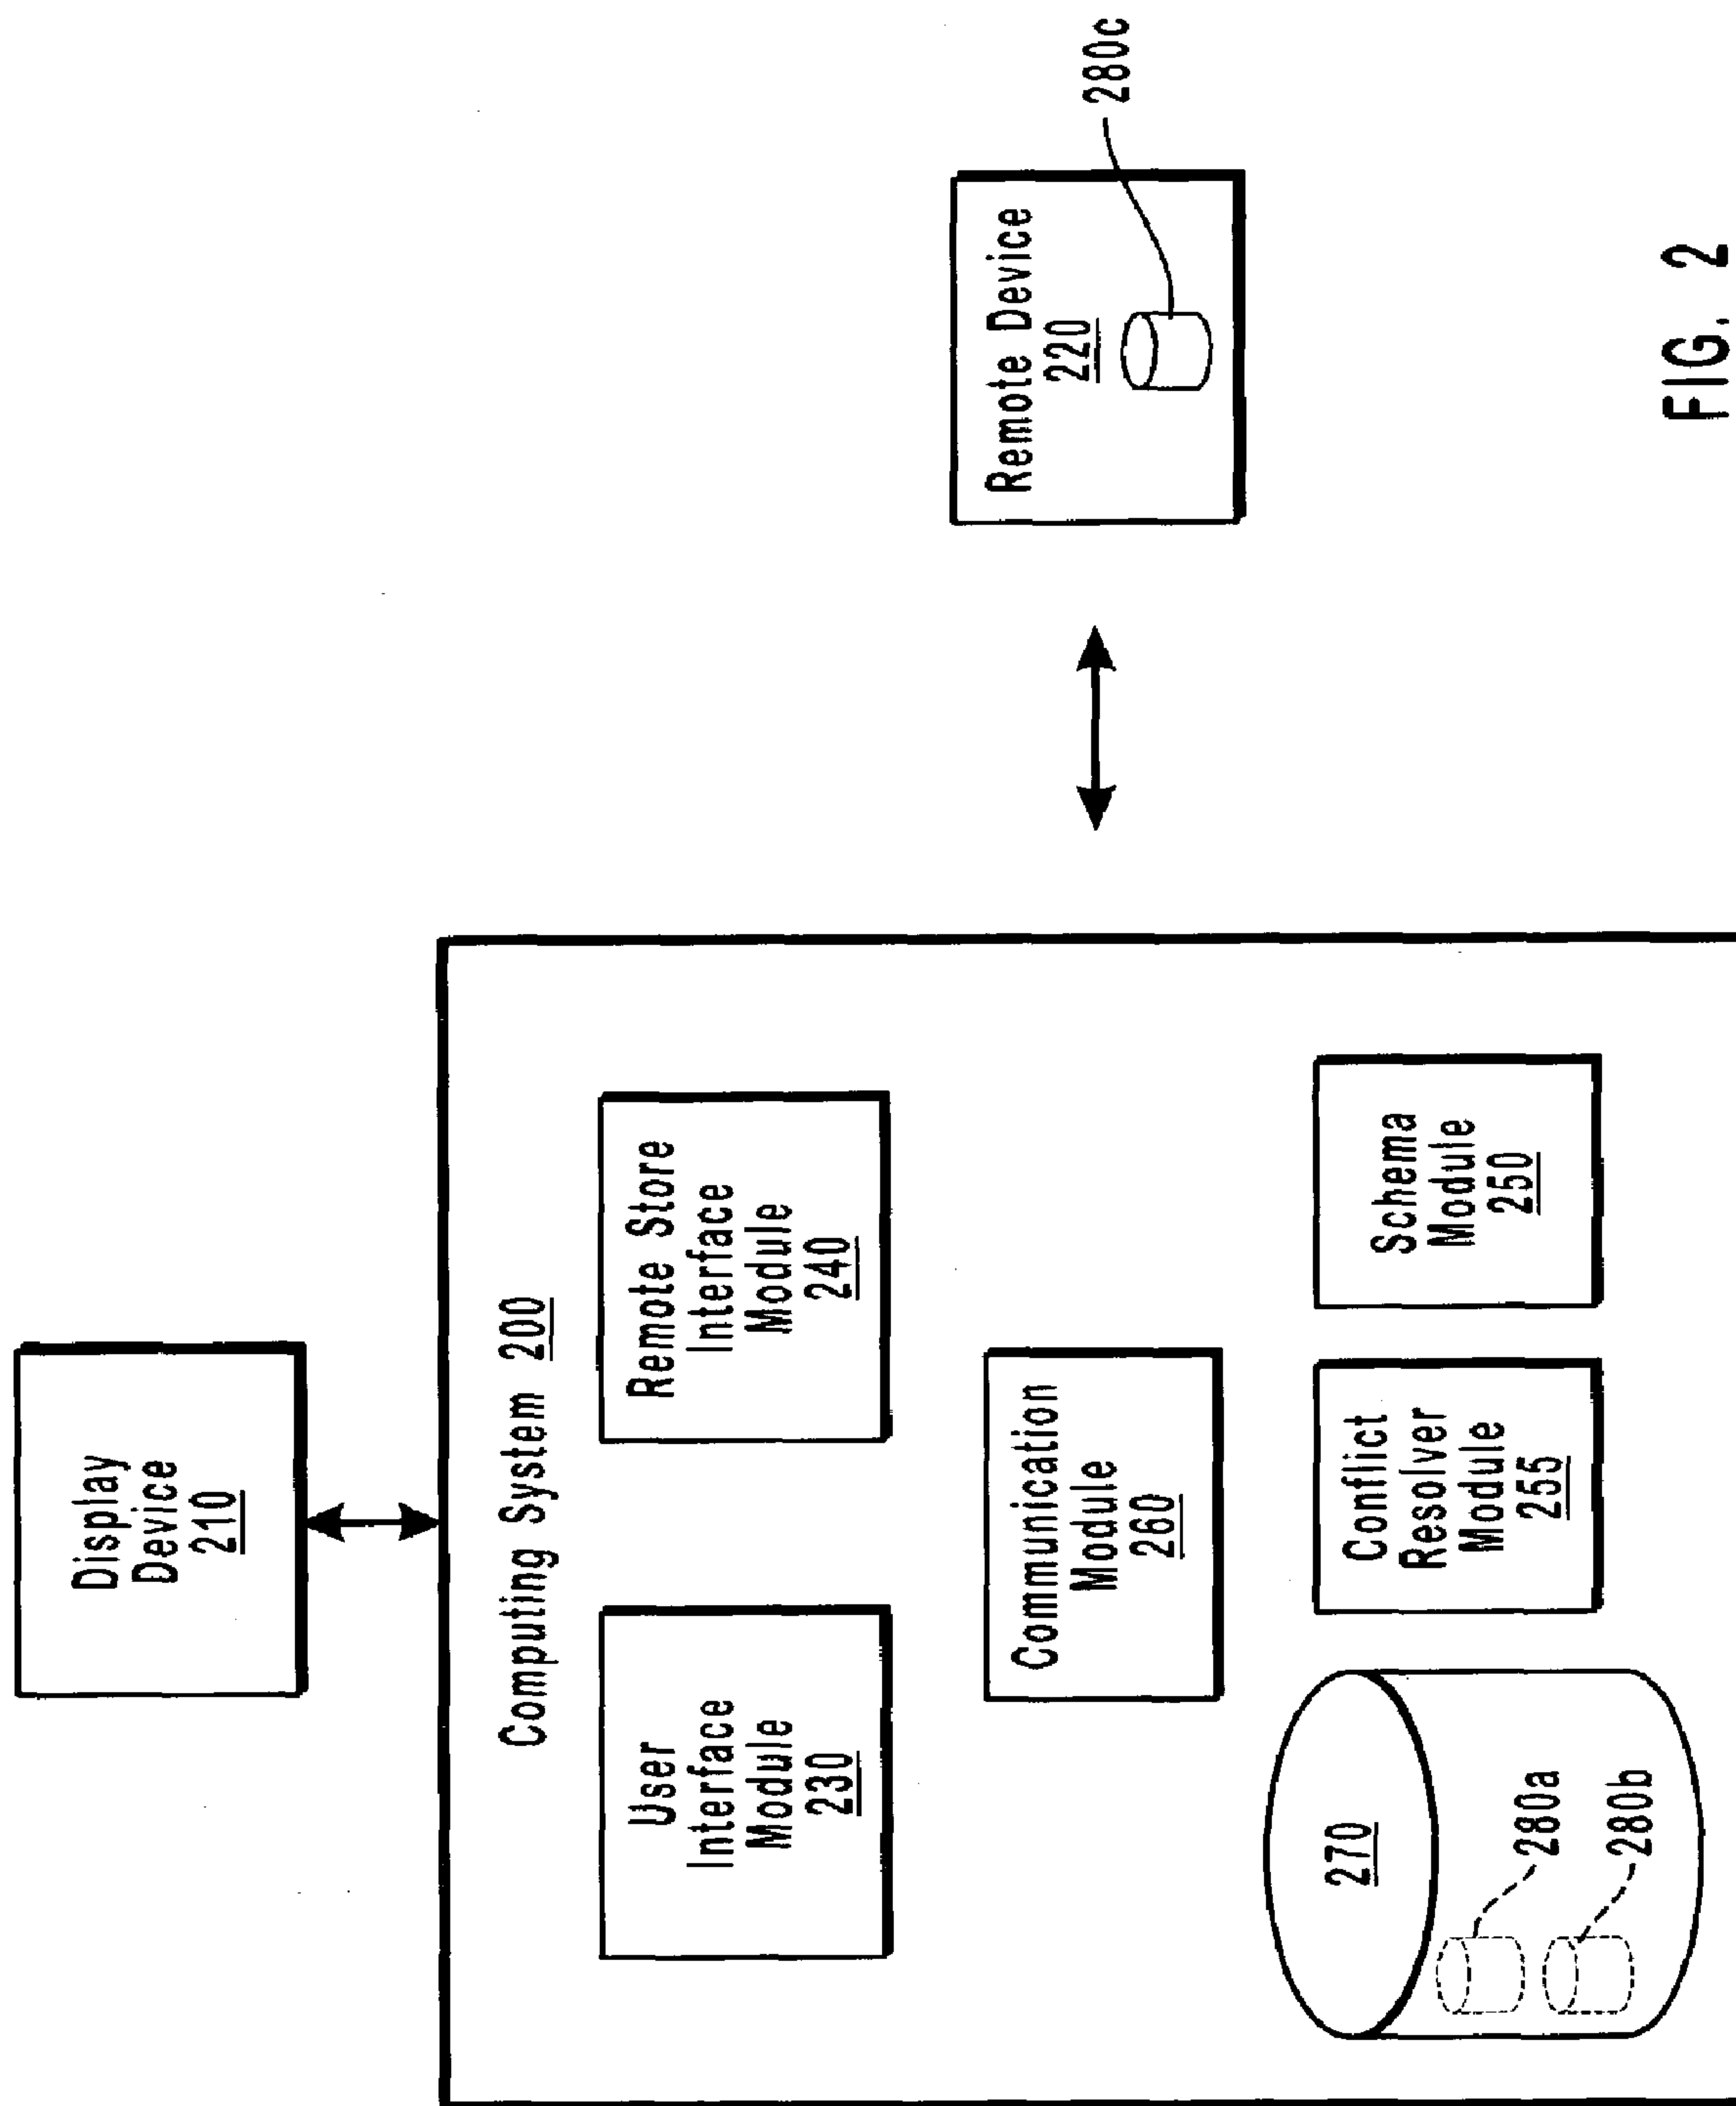 Display
Device
210
Computing System 200
User
Interface
Module
230
Remote Store
Interface
Module
240
Communication
Module
260
270
280a
280b
Conflict
Resolver
Module
255
Schema
Module
250
Remote Device
220
280c
FIG. 2